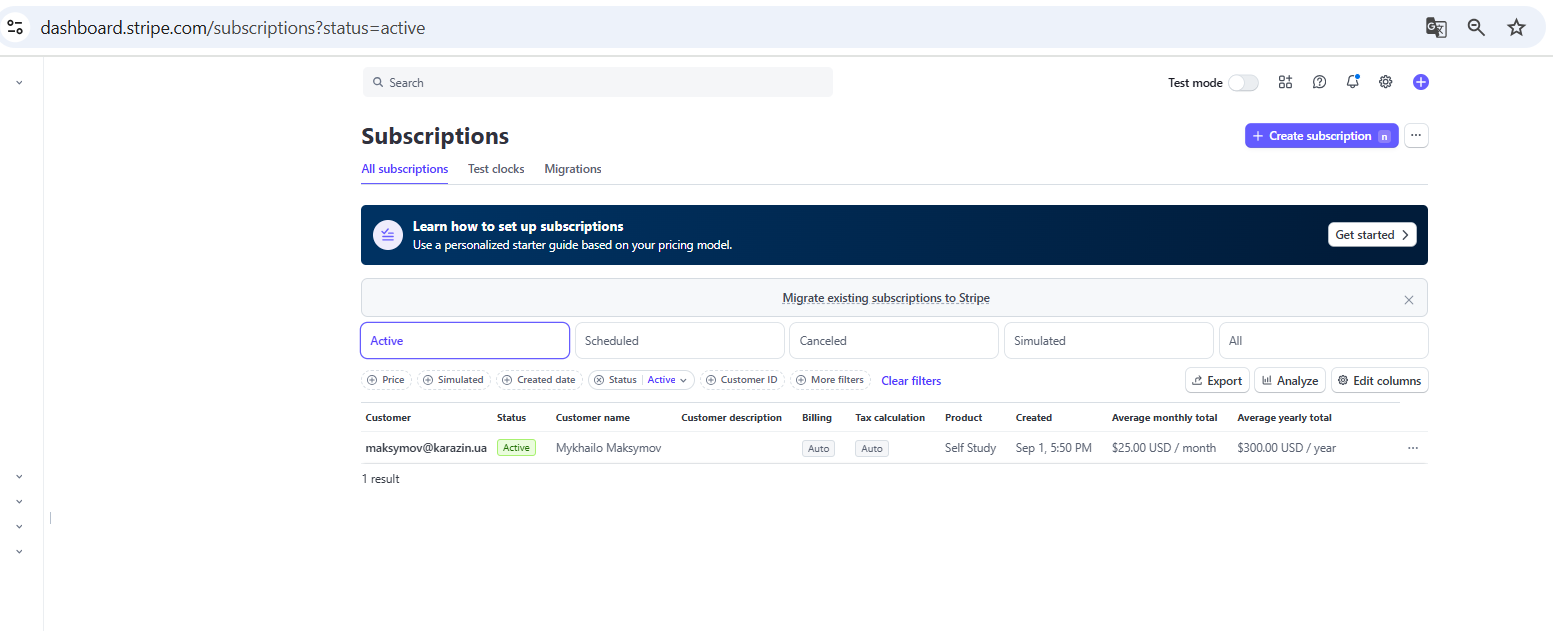 dashboard.stripe.com/subscriptions?status=active
Search
Test mode
Subscriptions
Create subscription n
All subscriptions Test clocks Migrations
Learn how to set up subscriptions
Use a personalized starter guide based on your pricing model.
Get started
Migrate existing subscriptions to Stripe
Active Scheduled Canceled Simulated All
Price Simulated Created date Status Active Customer ID More filters Clear filters Export Analyze Edit columns
Customer Status Customer name Customer description Billing Tax calculation Product Created Average monthly total Average yearly total
maksymov@karazin.ua Active Mykhailo Maksymov Auto Auto Self Study Sep 1, 5:50 PM $25.00 USD / month $300.00 USD / year
1 result